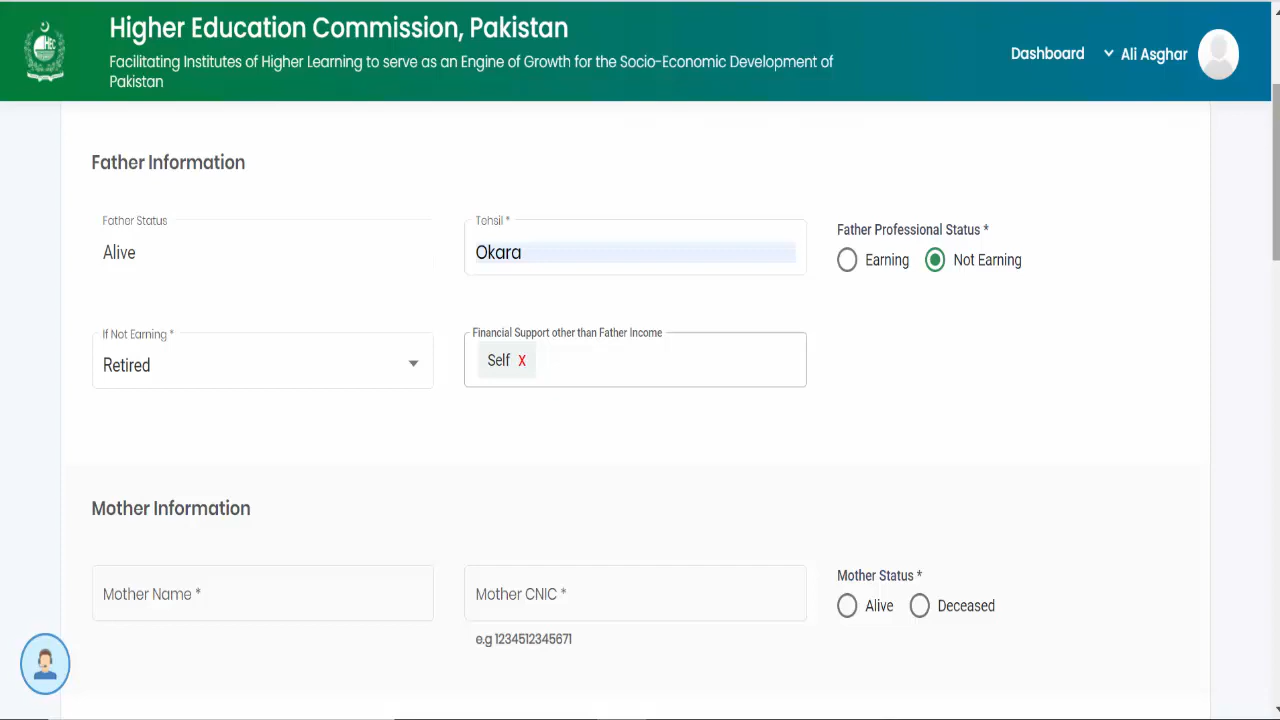 Higher Education Commission, Pakistan
Facilitating Institutes of Higher Learning to serve as an Engine of Growth for the Socio-Economic Development of
Pakistan
Dashboard
Ali Asghar
HEC
Father Information
Father Status
Alive
Tehsil *
Okara
Father Professional Status *
Earning
Not Earning
If Not Earning *
Retired
Financial Support other than Father Income
Self X
Mother Information
Mother Name *
Mother CNIC *
e.g 1234512345671
Mother Status *
Alive
Deceased